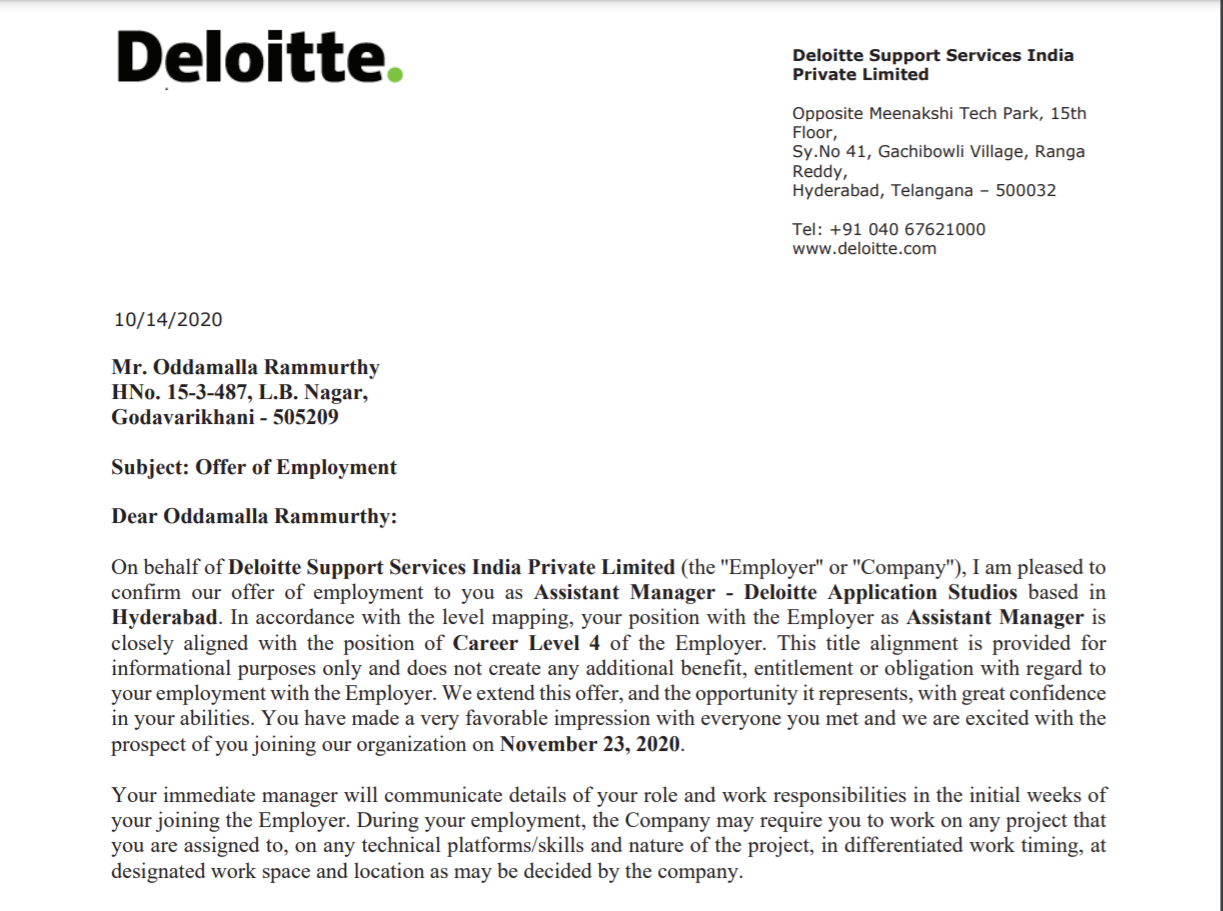 Deloitte.
Deloitte Support Services India
Private Limited
Opposite Meenakshi Tech Park, 15th
Floor,
Sy.No 41, Gachibowli Village, Ranga
Reddy,
Hyderabad, Telangana – 500032
Tel: +91 040 67621000
www.deloitte.com
10/14/2020
Mr. Oddamalla Rammurthy
HNo. 15-3-487, L.B. Nagar,
Godavarikhani - 505209
Subject: Offer of Employment
Dear Oddamalla Rammurthy:
On behalf of Deloitte Support Services India Private Limited (the "Employer" or "Company"), I am pleased to
confirm our offer of employment to you as Assistant Manager - Deloitte Application Studios based in
Hyderabad. In accordance with the level mapping, your position with the Employer as Assistant Manager is
closely aligned with the position of Career Level 4 of the Employer. This title alignment is provided for
informational purposes only and does not create any additional benefit, entitlement or obligation with regard to
your employment with the Employer. We extend this offer, and the opportunity it represents, with great confidence
in your abilities. You have made a very favorable impression with everyone you met and we are excited with the
prospect of you joining our organization on November 23, 2020.
Your immediate manager will communicate details of your role and work responsibilities in the initial weeks of
your joining the Employer. During your employment, the Company may require you to work on any project that
you are assigned to, on any technical platforms/skills and nature of the project, in differentiated work timing, at
designated work space and location as may be decided by the company.